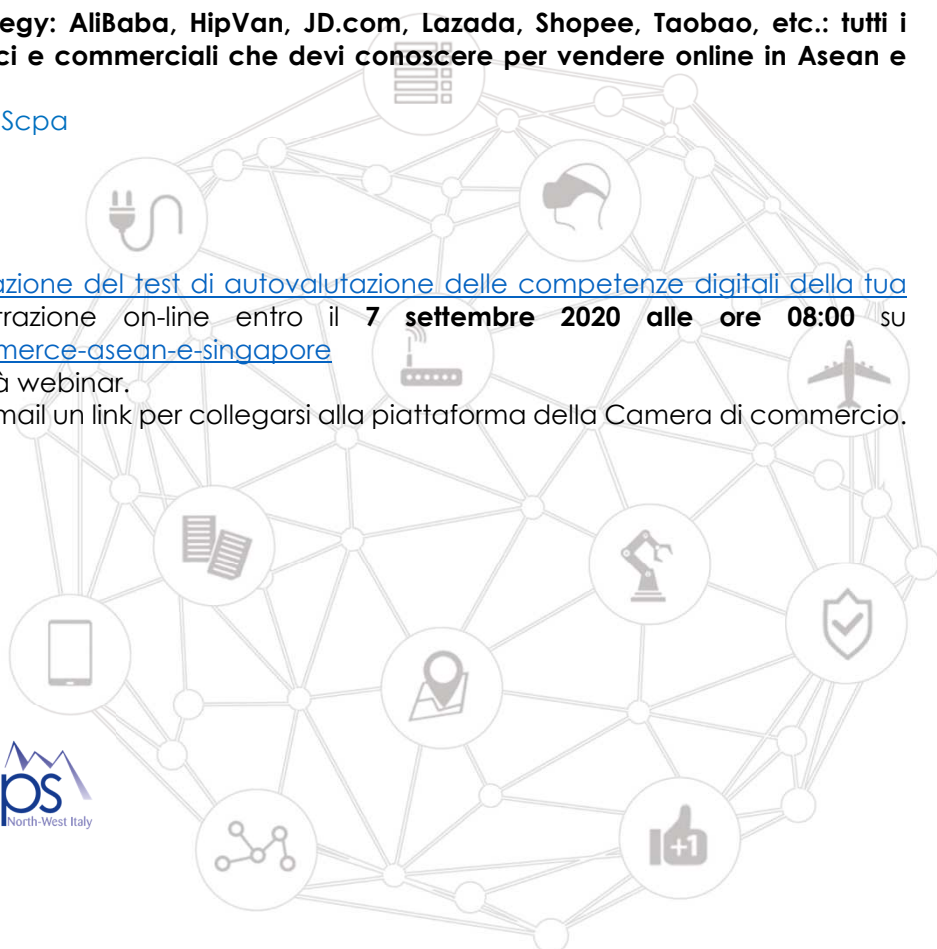 egy: AliBaba, HipVan, JD.com, Lazada, Shopee, Taobao, etc.: tutti i
ci e commerciali che devi conoscere per vendere online in Asean e
Scpa
azione del test di autovalutazione delle competenze digitali della tua
trazione on-line entro il 7 settembre 2020 alle ore 08:00 su
merce-asean-e-singapore
à webinar.
mail un link per collegarsi alla piattaforma della Camera di commercio.
ps
North-West Italy
+1